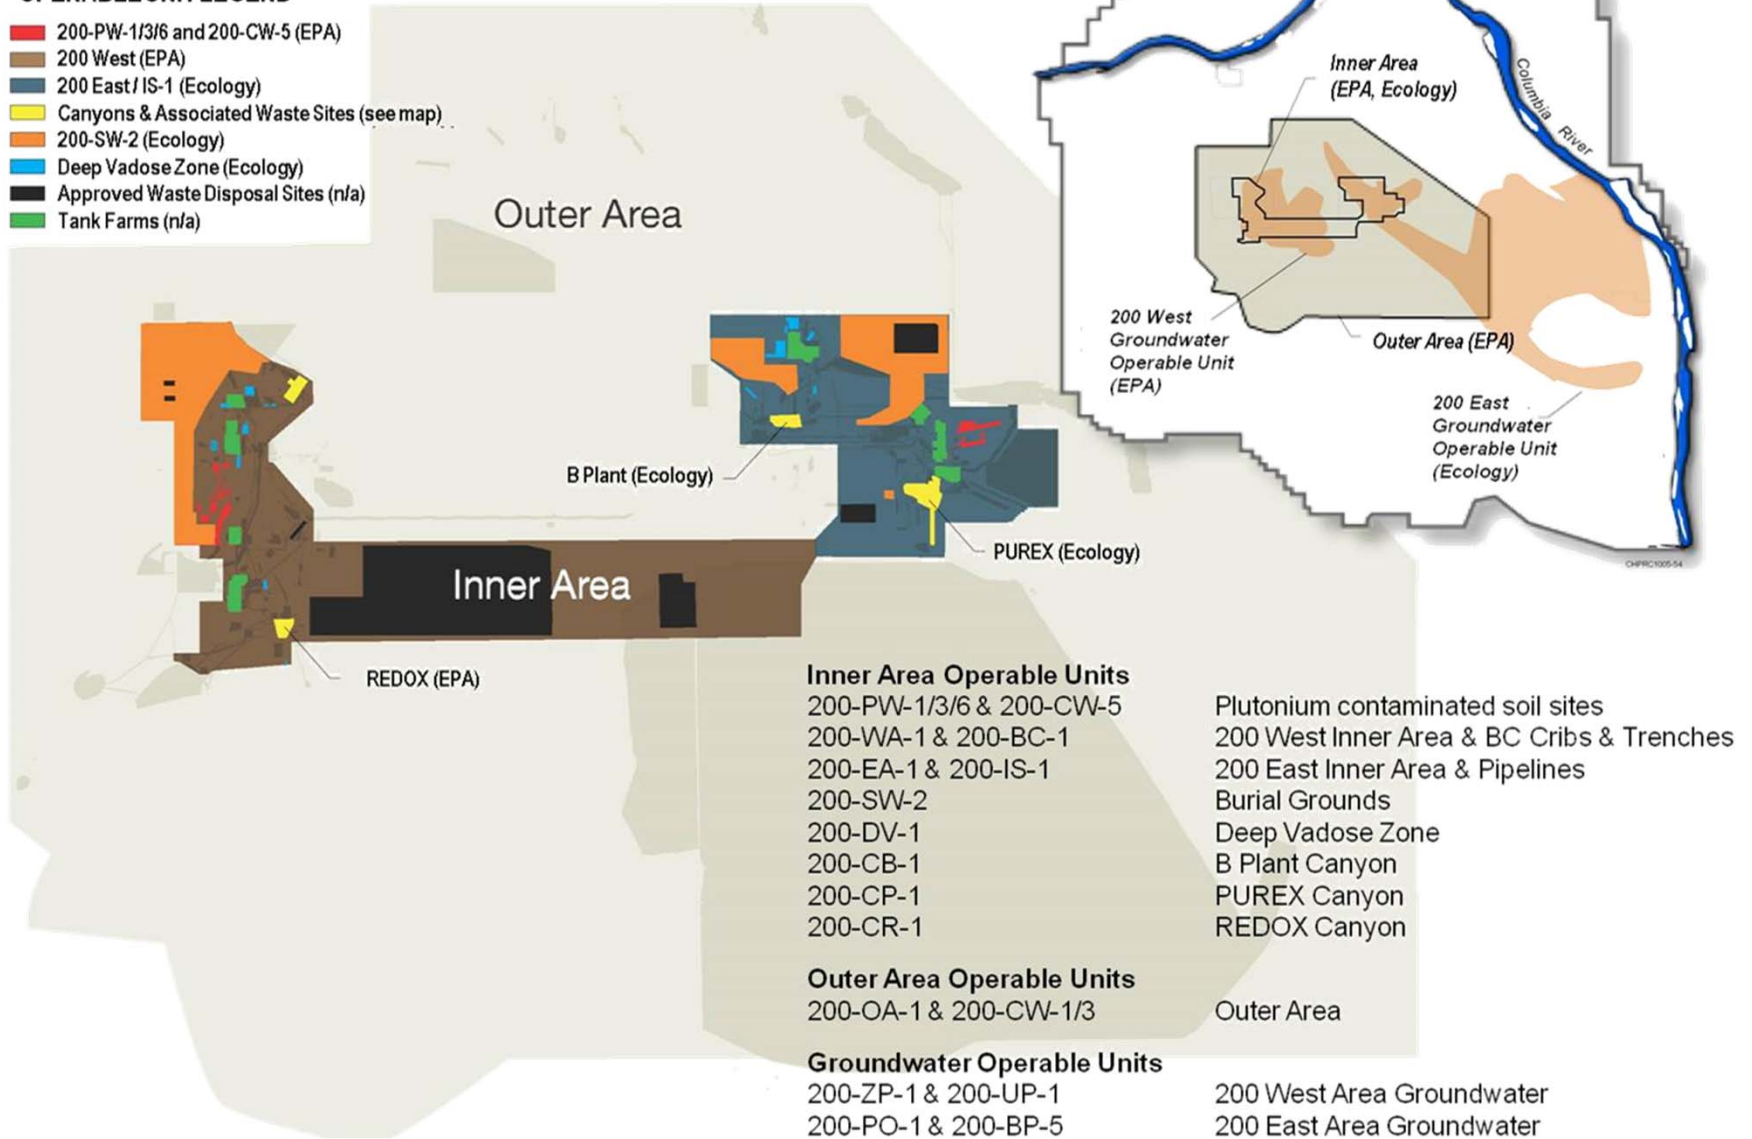 200-PW-1/3/6 and 200-CW-5 (EPA)
200 West (EPA)
200 East / IS-1 (Ecology)
Canyons & Associated Waste Sites (see map)
200-SW-2 (Ecology)
Deep Vadose Zone (Ecology)
Approved Waste Disposal Sites (n/a)
Tank Farms (n/a)
Outer Area
Inner Area
(EPA, Ecology)
Columbia River
200 West
Groundwater
Operable Unit
(EPA)
Outer Area (EPA)
200 East
Groundwater
Operable Unit
(Ecology)
CHPRC1005-54
B Plant (Ecology)
PUREX (Ecology)
Inner Area
REDOX (EPA)
Inner Area Operable Units
200-PW-1/3/6 & 200-CW-5 Plutonium contaminated soil sites
200-WA-1 & 200-BC-1 200 West Inner Area & BC Cribs & Trenches
200-EA-1 & 200-IS-1 200 East Inner Area & Pipelines
200-SW-2 Burial Grounds
200-DV-1 Deep Vadose Zone
200-CB-1 B Plant Canyon
200-CP-1 PUREX Canyon
200-CR-1 REDOX Canyon
Outer Area Operable Units
200-OA-1 & 200-CW-1/3 Outer Area
Groundwater Operable Units
200-ZP-1 & 200-UP-1 200 West Area Groundwater
200-PO-1 & 200-BP-5 200 East Area Groundwater